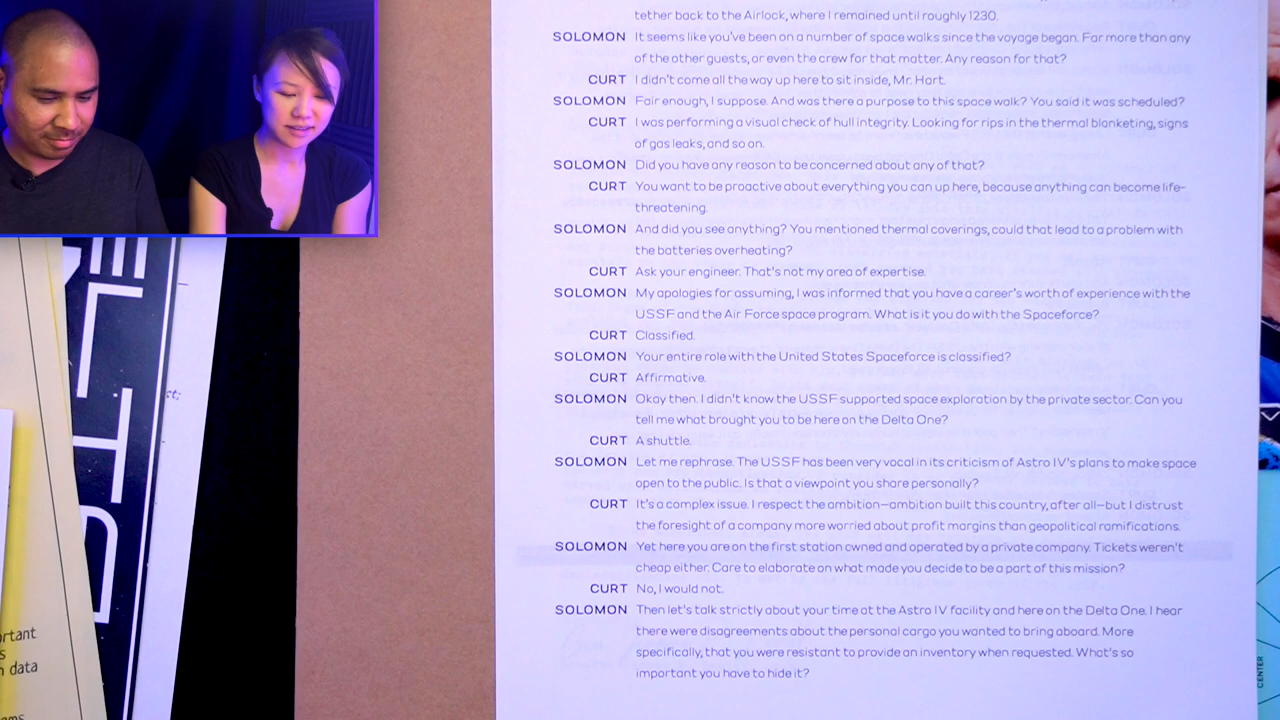 tether back to the Airlock, where I remained until roughly 1230.
SOLOMON It seems like you've been on a number of space walks since the voyage began. Far more than any
of the other guests, or even the crew for that matter. Any reason for that?
CURT I didn't come all the way up here to sit inside, Mr. Hart.
SOLOMON Fair enough, I suppose. And was there a purpose to this space walk? You said it was scheduled?
CURT I was performing a visual check of hull integrity. Looking for rips in the thermal blanketing, signs
of gas leaks, and so on.
SOLOMON Did you have any reason to be concerned about any of that?
CURT You want to be proactive about everything you can up here, because anything can become life-
threatening.
SOLOMON And did you see anything? You mentioned thermal coverings, could that lead to a problem with
the batteries overheating?
CURT Ask your engineer. That's not my area of expertise.
SOLOMON My apologies for assuming, I was informed that you have a career's worth of experience with the
USSF and the Air Force space program. What is it you do with the Spaceforce?
CURT Classified.
SOLOMON Your entire role with the United States Spaceforce is classified?
CURT Affirmative.
SOLOMON Okay then. I didn't know the USSF supported space exploration by the private sector. Can you
tell me what brought you to be here on the Delta One?
CURT A shuttle.
SOLOMON Let me rephrase. The USSF has been very vocal in its criticism of Astro IV's plans to make space
open to the public. Is that a viewpoint you share personally?
CURT It's a complex issue. I respect the ambition—ambition built this country, after all—but I distrust
the foresight of a company more worried about profit margins than geopolitical ramifications.
SOLOMON Yet here you are on the first station owned and operated by a private company. Tickets weren't
cheap either. Care to elaborate on what made you decide to be a part of this mission?
CURT No, I would not.
SOLOMON Then let's talk strictly about your time at the Astro IV facility and here on the Delta One. I hear
there were disagreements about the personal cargo you wanted to bring aboard. More
specifically, that you were resistant to provide an inventory when requested. What's so
important you have to hide it?
data
CENTER